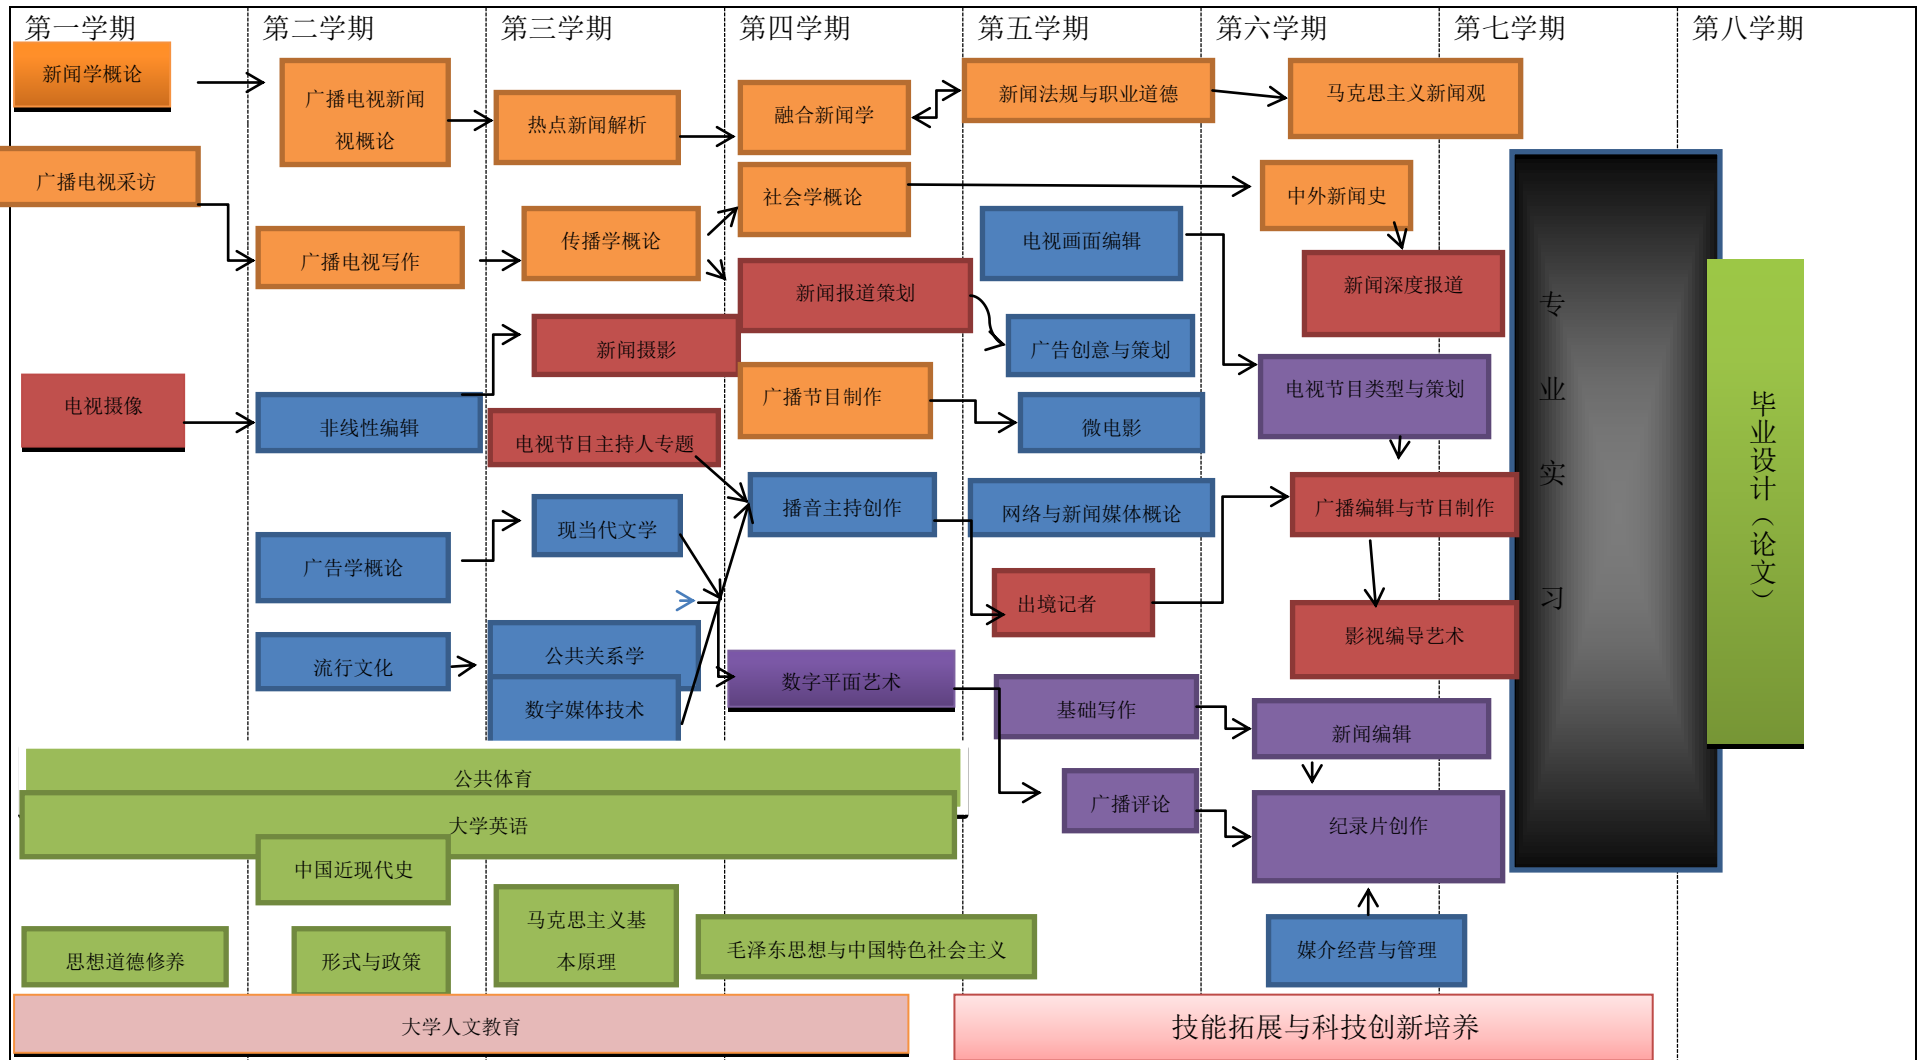 第一学期
第二学期
第三学期
第四学期
第五学期
第六学期
第七学期
第八学期
新闻学概论
广播电视新闻
视概论
热点新闻解析
融合新闻学
新闻法规与职业道德
马克思主义新闻观
广播电视采访
广播电视写作
传播学概论
社会学概论
中外新闻史
电视画面编辑
新闻报道策划
新闻深度报道
新闻摄影
广告创意与策划
电视摄像
非线性编辑
广播节目制作
电视节目类型与策划
微电影
电视节目主持人专题
播音主持创作
网络与新闻媒体概论
广播编辑与节目制作
广告学概论
现当代文学
出境记者
影视编导艺术
流行文化
公共关系学
数字媒体技术
数字平面艺术
基础写作
新闻编辑
广播评论
纪录片创作
专
业
实
习
毕业设计（论文）
公共体育
大学英语
中国近现代史
思想道德修养
形式与政策
马克思主义基
本原理
毛泽东思想与中国特色社会主义
媒介经营与管理
大学人文教育
技能拓展与科技创新培养